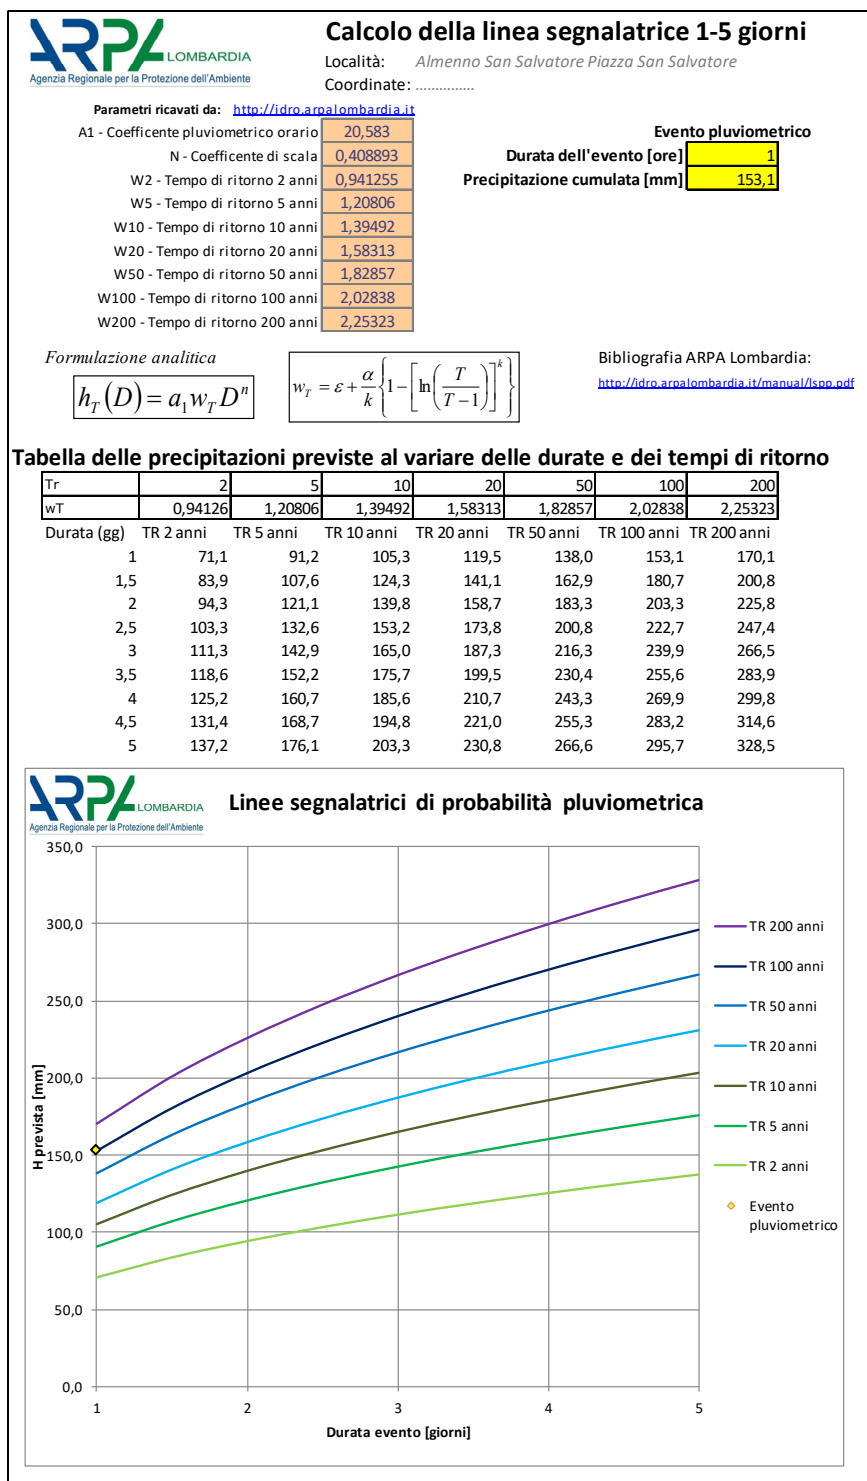 ARPA LOMBARDIA
Agenzia Regionale per la Protezione dell'Ambiente
Calcolo della linea segnalatrice 1-5 giorni
Località: Almenno San Salvatore Piazza San Salvatore
Coordinate: ...............
Parametri ricavati da: http://idro.arpalombardia.it
A1 - Coefficente pluviometrico orario 20,583
N - Coefficente di scala 0,408893
W2 - Tempo di ritorno 2 anni 0,941255
W5 - Tempo di ritorno 5 anni 1,20806
W10 - Tempo di ritorno 10 anni 1,39492
W20 - Tempo di ritorno 20 anni 1,58313
W50 - Tempo di ritorno 50 anni 1,82857
W100 - Tempo di ritorno 100 anni 2,02838
W200 - Tempo di ritorno 200 anni 2,25323
Evento pluviometrico
Durata dell'evento [ore] 1
Precipitazione cumulata [mm] 153,1
Formulazione analitica
h_T(D) = a_1 w_T D^n
w_T = ε + α/k {1 − [ln(T/(T−1))]^k}
Bibliografia ARPA Lombardia:
http://idro.arpalombardia.it/manual/lspp.pdf
Tabella delle precipitazioni previste al variare delle durate e dei tempi di ritorno
Tr 2 5 10 20 50 100 200
wT 0,94126 1,20806 1,39492 1,58313 1,82857 2,02838 2,25323
Durata (gg) TR 2 anni TR 5 anni TR 10 anni TR 20 anni TR 50 anni TR 100 anni TR 200 anni
1 71,1 91,2 105,3 119,5 138,0 153,1 170,1
1,5 83,9 107,6 124,3 141,1 162,9 180,7 200,8
2 94,3 121,1 139,8 158,7 183,3 203,3 225,8
2,5 103,3 132,6 153,2 173,8 200,8 222,7 247,4
3 111,3 142,9 165,0 187,3 216,3 239,9 266,5
3,5 118,6 152,2 175,7 199,5 230,4 255,6 283,9
4 125,2 160,7 185,6 210,7 243,3 269,9 299,8
4,5 131,4 168,7 194,8 221,0 255,3 283,2 314,6
5 137,2 176,1 203,3 230,8 266,6 295,7 328,5
ARPA LOMBARDIA
Agenzia Regionale per la Protezione dell'Ambiente
Linee segnalatrici di probabilità pluviometrica
H prevista [mm]
350,0
300,0
250,0
200,0
150,0
100,0
50,0
0,0
1 2 3 4 5
Durata evento [giorni]
TR 200 anni
TR 100 anni
TR 50 anni
TR 20 anni
TR 10 anni
TR 5 anni
TR 2 anni
Evento
pluviometrico